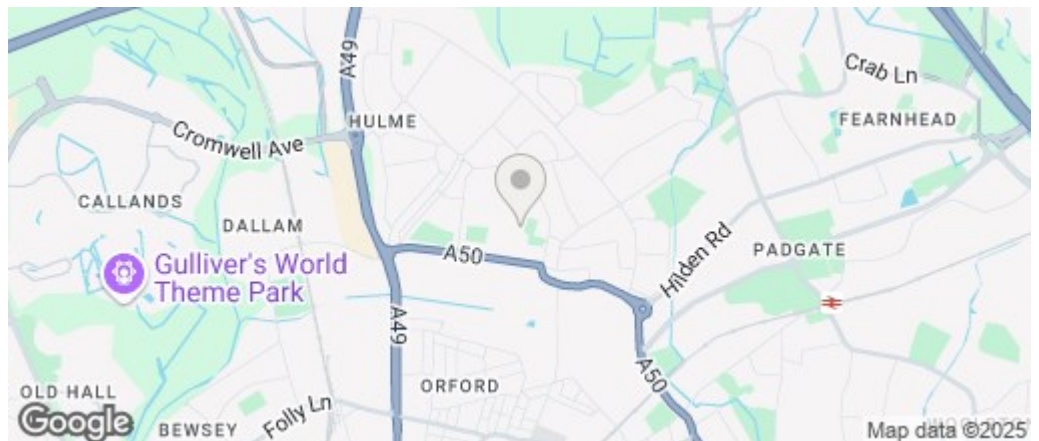 A49
Crab Ln
HULME
FEARNHEAD
Cromwell Ave
CALLANDS
DALLAM
A50
Hilden Rd
PADGATE
Gulliver's World
Theme Park
A49
A50
ORFORD
OLD HALL
Folly Ln
BEWSEY
Google
Map data ©2025